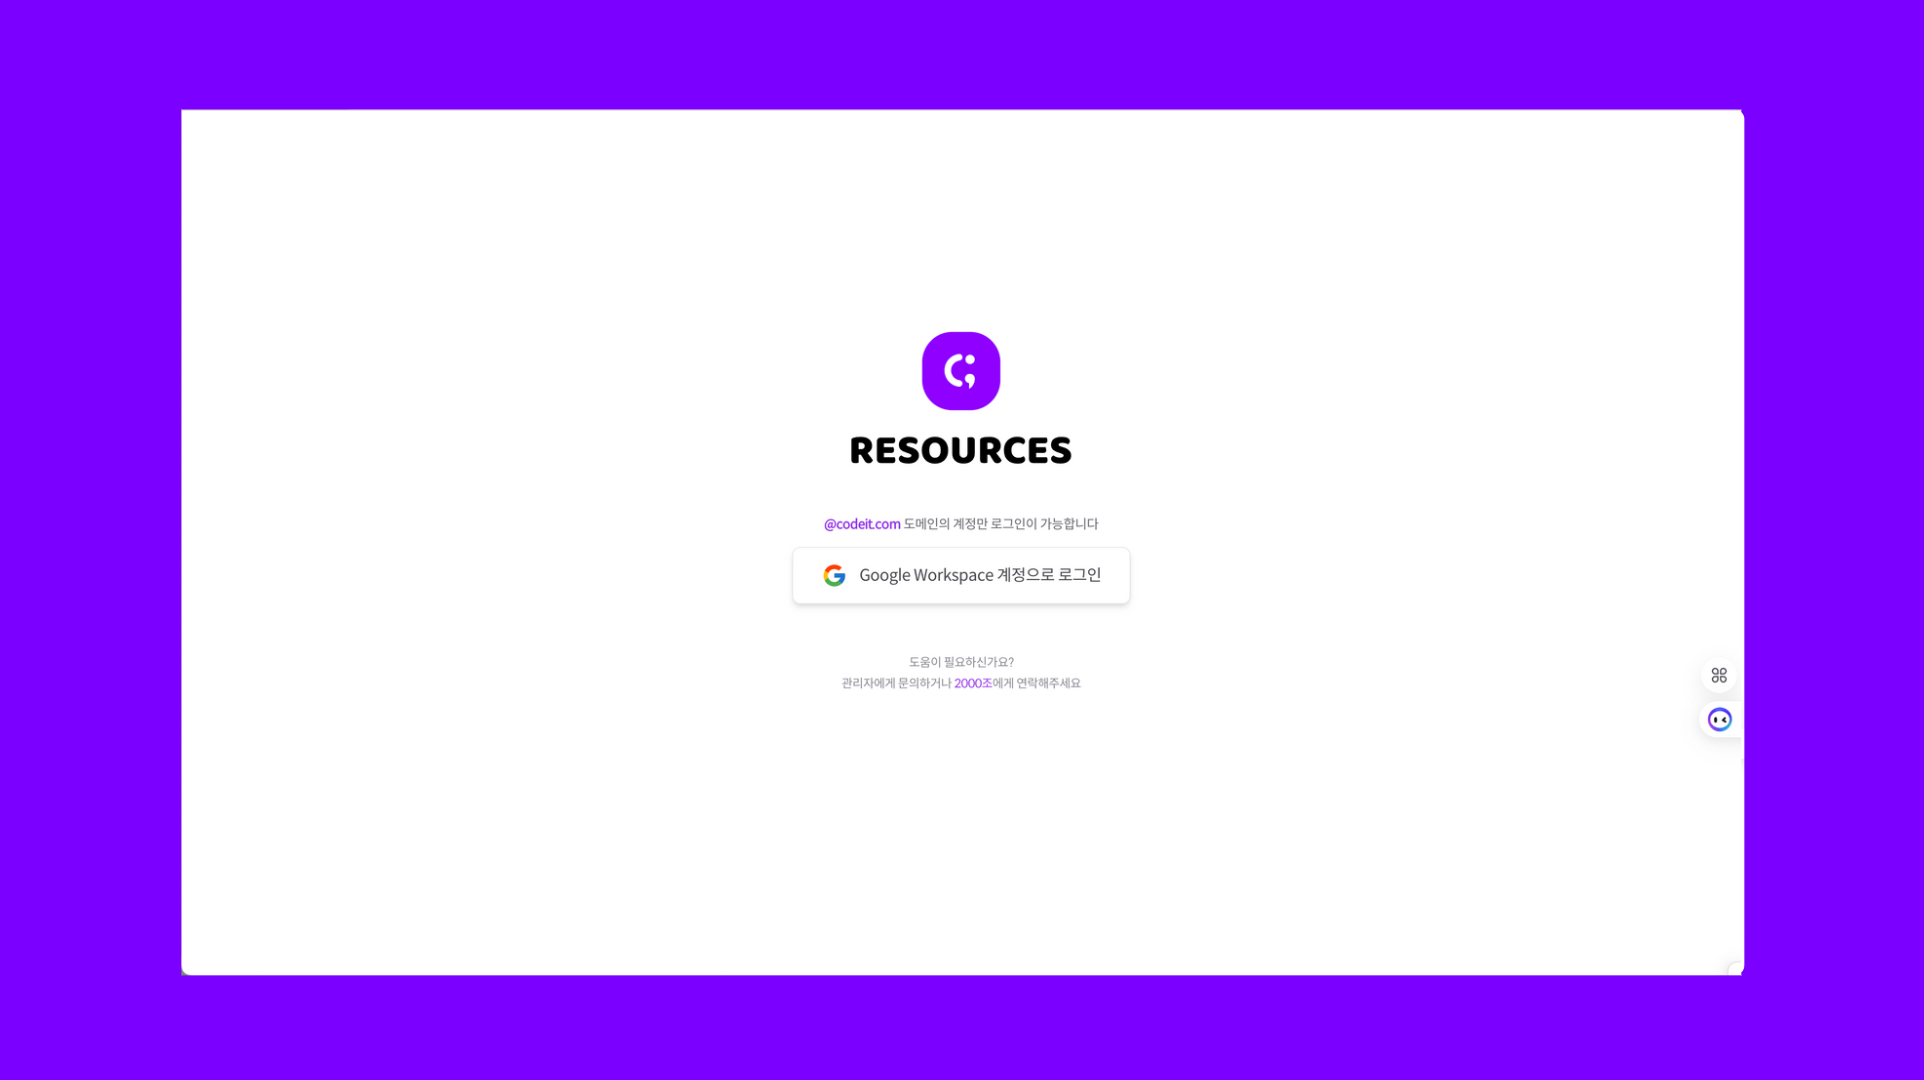 RESOURCES
@codeit.com 도메인의 계정만 로그인이 가능합니다
Google Workspace 계정으로 로그인
도움이 필요하신가요?
관리자에게 문의하거나 2000조에게 연락해주세요